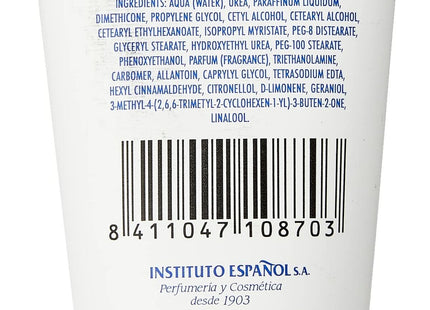 INGREDIENTS: AQUA (WATER), UREA, PARAFFINUM LIQUIDUM,
DIMETHICONE, PROPYLENE GLYCOL, CETYL ALCOHOL, CETEARYL ALCOHOL,
CETEARYL ETHYLHEXANOATE, ISOPROPYL MYRISTATE, PEG-8 DISTEARATE,
GLYCERYL STEARATE, HYDROXYETHYL UREA, PEG-100 STEARATE,
PHENOXYETHANOL, PARFUM (FRAGRANCE), TRIETHANOLAMINE,
CARBOMER, ALLANTOIN, CAPRYLYL GLYCOL, TETRASODIUM EDTA,
HEXYL CINNAMALDEHYDE, CITRONELLOL, D-LIMONENE, GERANIOL,
3-METHYL-4-(2,6,6-TRIMETYL-2-CYCLOHEXEN-1-YL)-3-BUTEN-2-ONE,
LINALOOL.
8 411047 108703
INSTITUTO ESPAÑOL S.A.
Perfumería y Cosmética
desde 1903